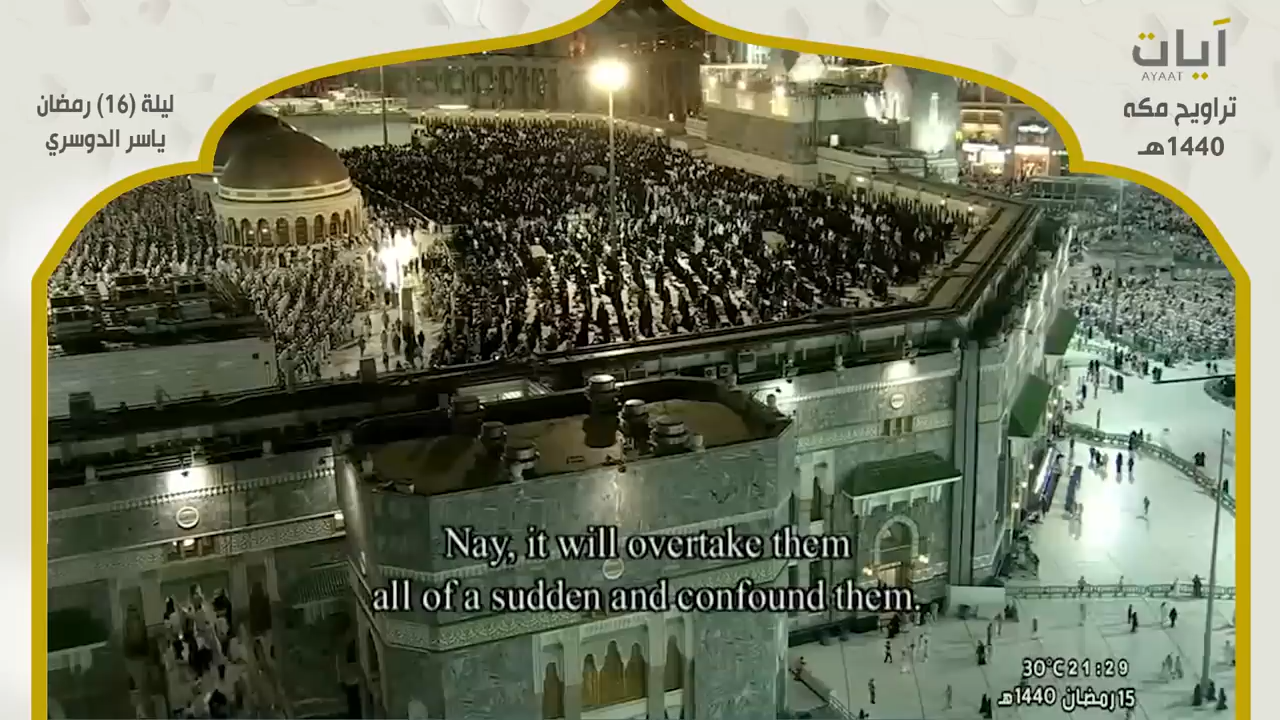 آيات
AYAAT
تراويح مكه
1440هـ
ليلة (16) رمضان
ياسر الدوسري
Nay, it will overtake them
all of a sudden and confound them.
30°C 21:29
15 رمضان 1440هـ